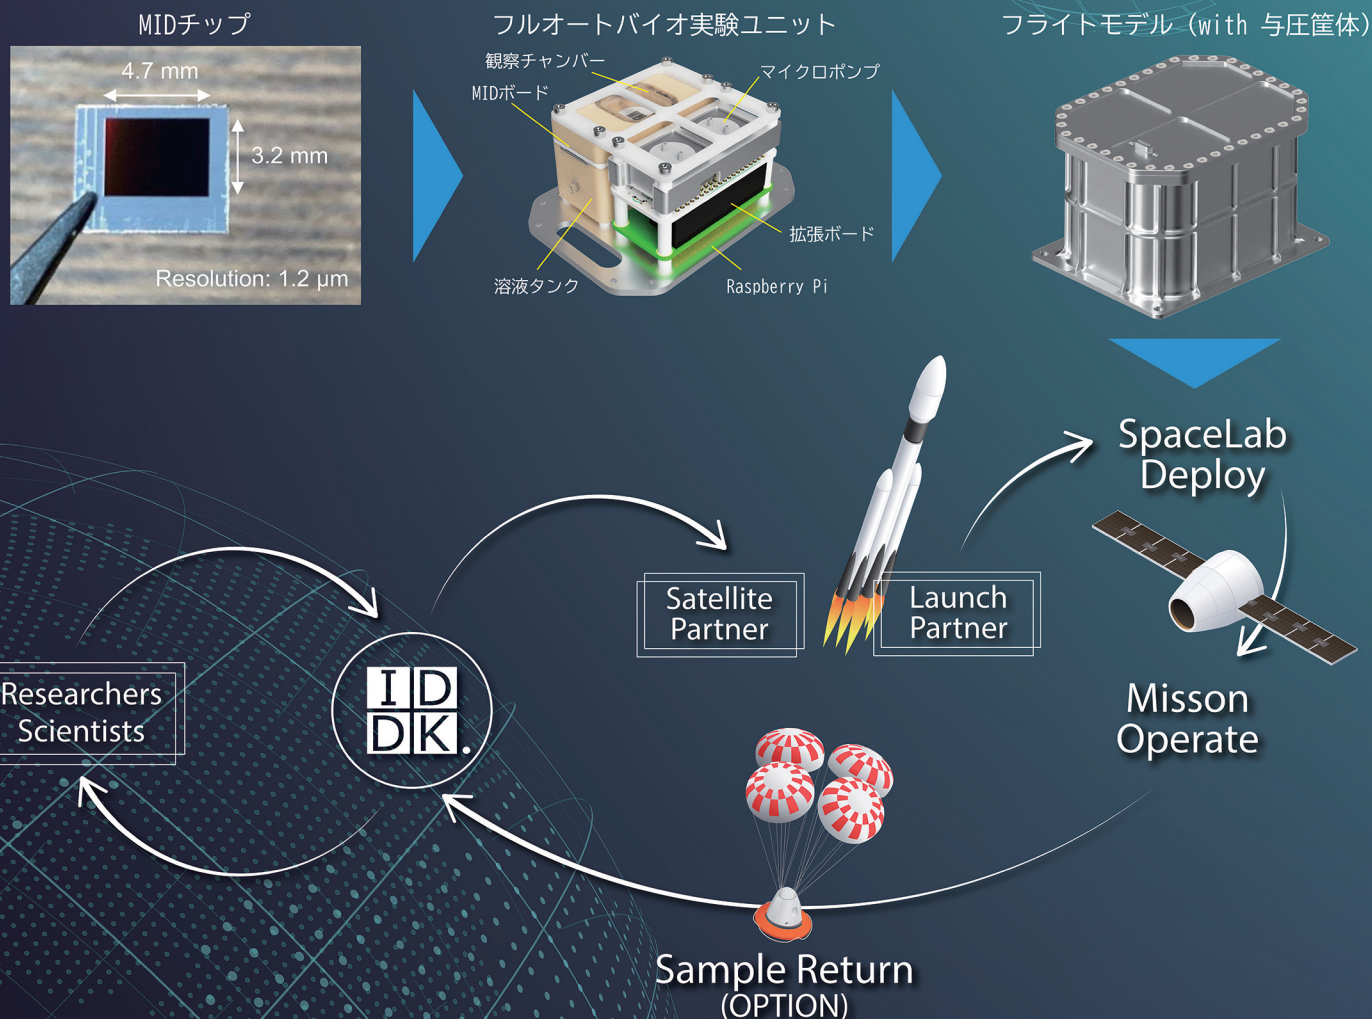 MIDチップ
フルオートバイオ実験ユニット
フライトモデル (with 与圧筐体)
4.7 mm
3.2 mm
Resolution: 1.2 µm
観察チャンバー
MIDボード
マイクロポンプ
拡張ボード
溶液タンク
Raspberry Pi
SpaceLab
Deploy
Satellite
Partner
Launch
Partner
Researchers
Scientists
ID
DK.
Misson
Operate
Sample Return
(OPTION)